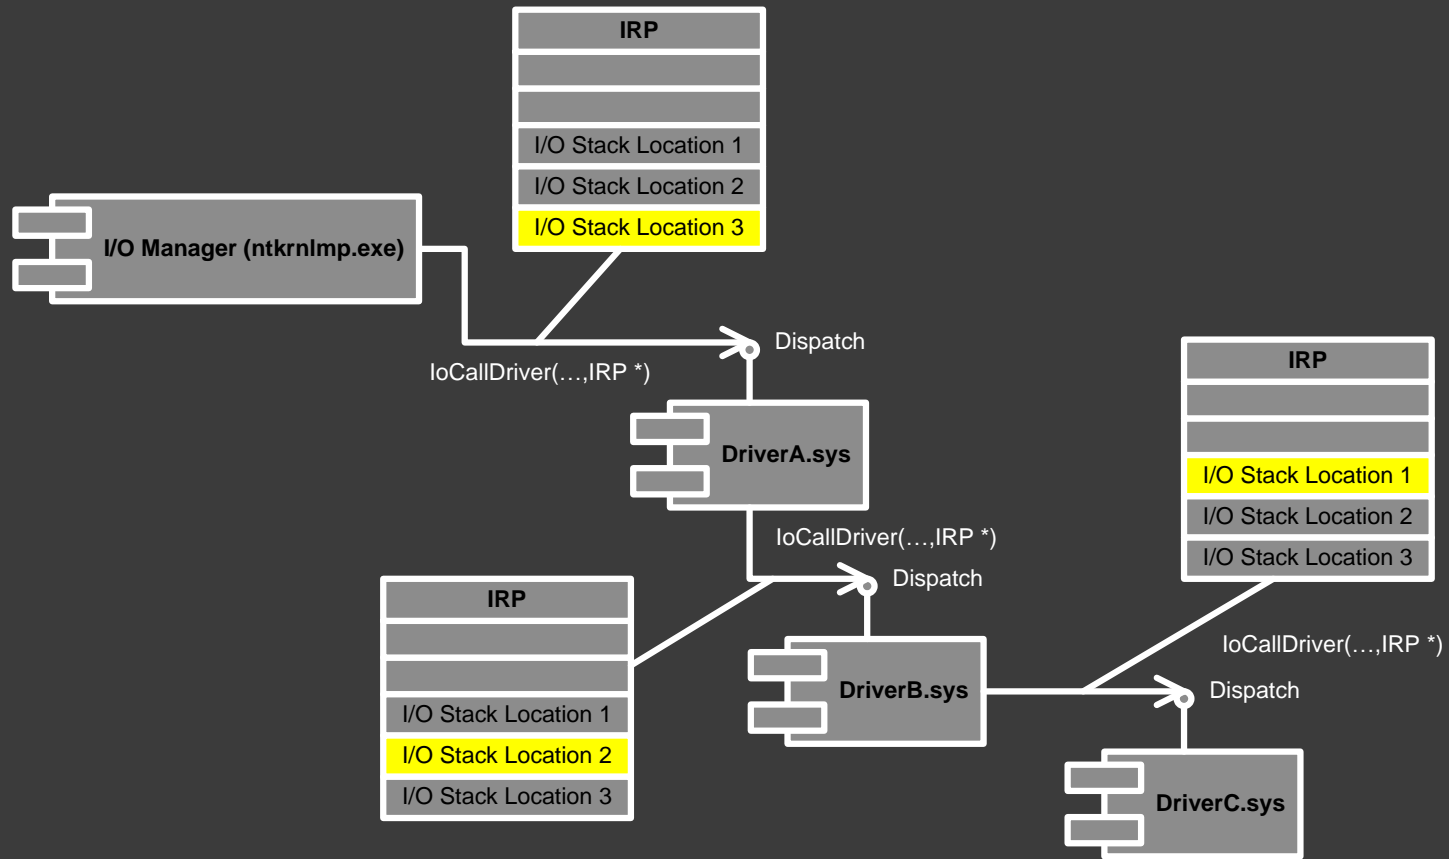 IRP
I/O Stack Location 1
I/O Stack Location 2
I/O Stack Location 3
I/O Manager (ntkrnlmp.exe)
Dispatch
IoCallDriver(…,IRP *)
DriverA.sys
IRP
I/O Stack Location 1
I/O Stack Location 2
I/O Stack Location 3
IoCallDriver(…,IRP *)
Dispatch
IRP
I/O Stack Location 1
I/O Stack Location 2
I/O Stack Location 3
DriverB.sys
IoCallDriver(…,IRP *)
Dispatch
DriverC.sys